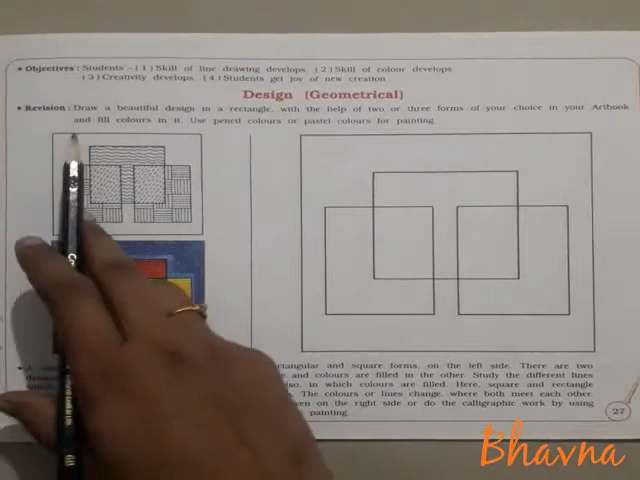 • Objectives : Students - ( 1 ) Skill of line drawing develops, ( 2 ) Skill of colour develops
( 3 ) Creativity develops, ( 4 ) Students get joy of new creation
Design (Geometrical)
• Revision : Draw a beautiful design in a rectangle, with the help of two or three forms of your choice in your Artbook
and fill colours in it. Use pencil colours or pastel colours for painting.
rectangular and square forms, on the left side. There are two
and colours are filled in the other. Study the different lines
also, in which colours are filled. Here, square and rectangle
The colours or lines change, where both meet each other.
on the right side or do the calligraphic work by using
painting.
27
Bhavna